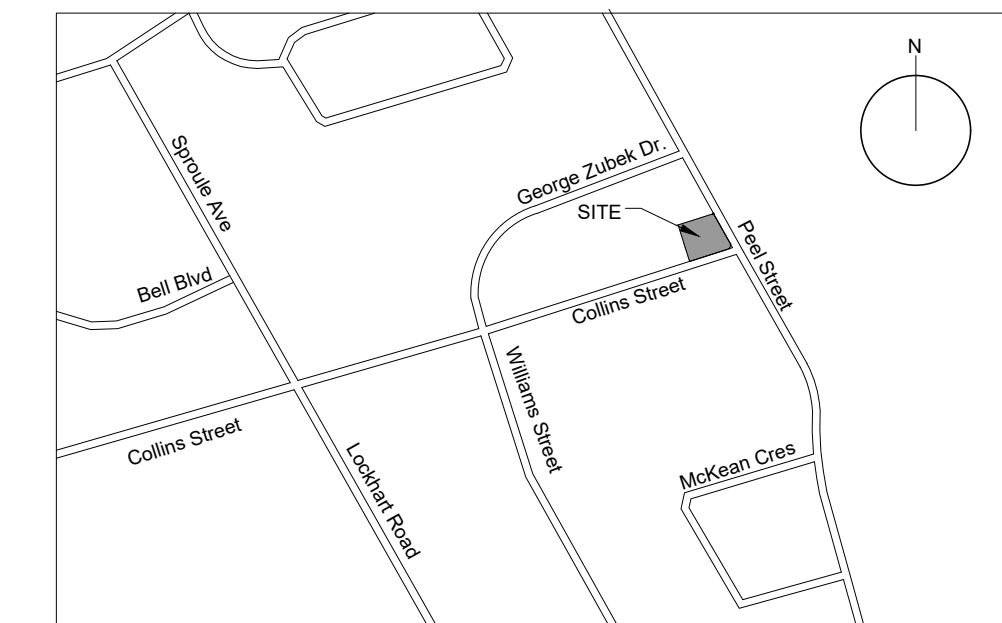 N
Sproule Ave
George Zubek Dr.
SITE
Peel Street
Bell Blvd
Collins Street
Williams Street
Collins Street
Lockhart Road
McKean Cres